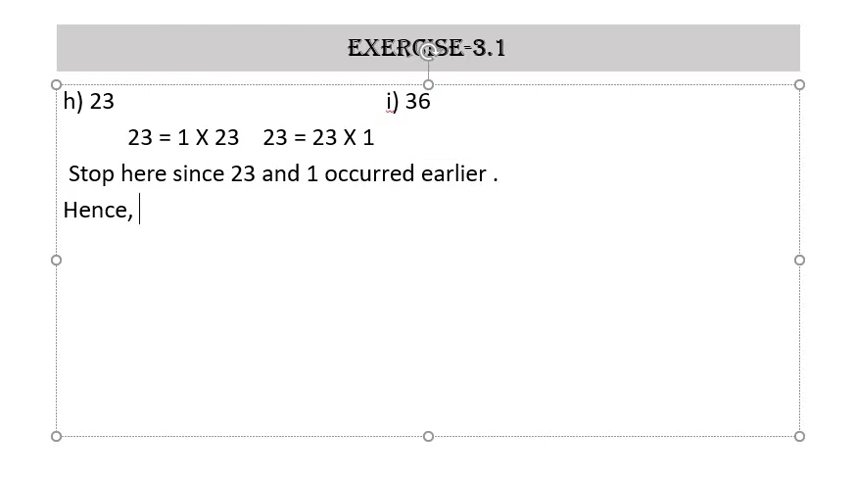 EXERCISE-3.1
h) 23 i) 36
23 = 1 X 23 23 = 23 X 1
Stop here since 23 and 1 occurred earlier .
Hence,